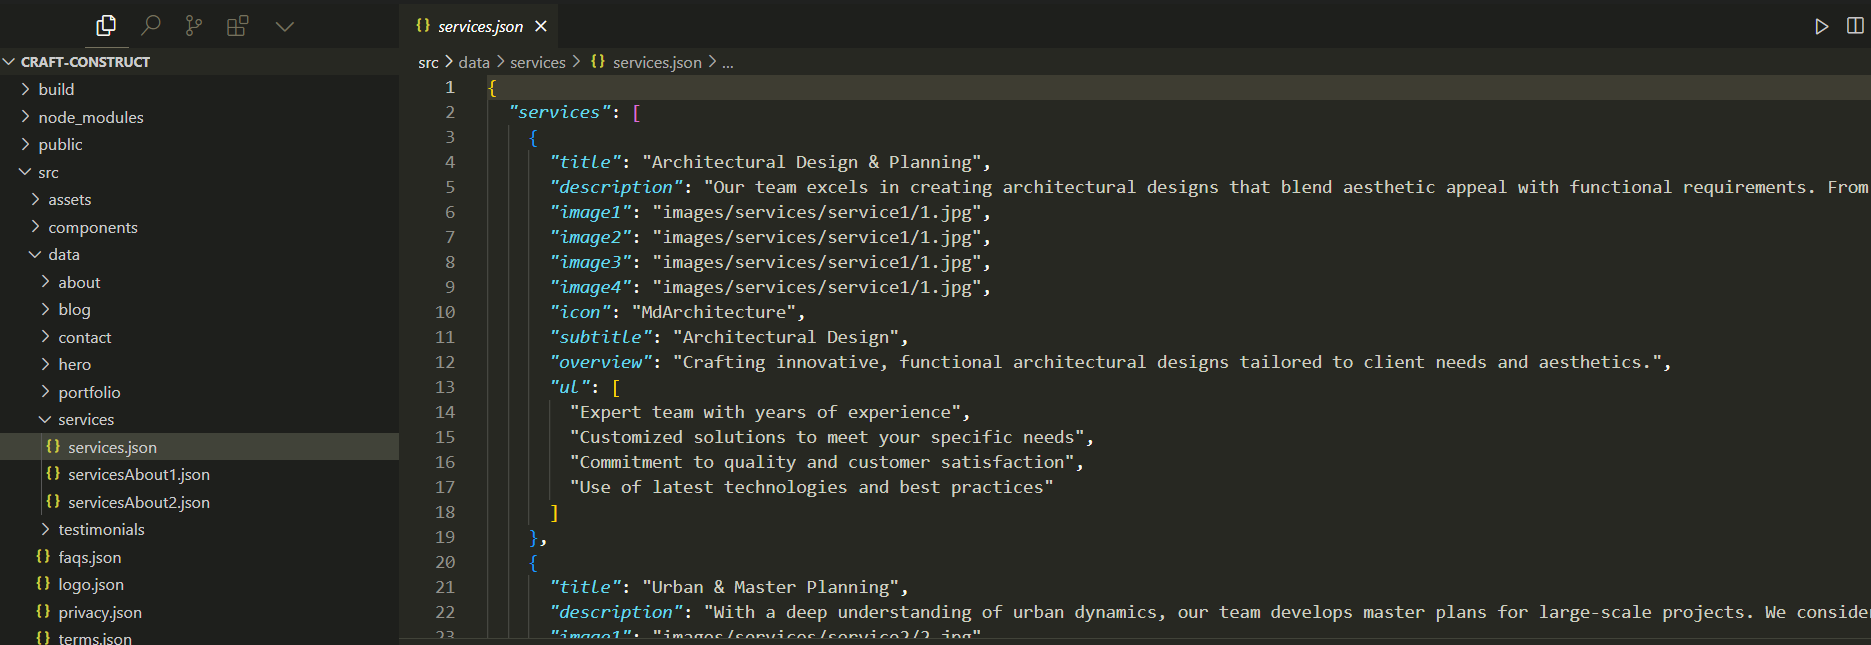 services.json
CRAFT-CONSTRUCT
build
node_modules
public
src
assets
components
data
about
blog
contact
hero
portfolio
services
services.json
servicesAbout1.json
servicesAbout2.json
testimonials
faqs.json
logo.json
privacy.json
terms.json
src > data > services > {} services.json > ...
1 {
2 "services": [
3 {
4 "title": "Architectural Design & Planning",
5 "description": "Our team excels in creating architectural designs that blend aesthetic appeal with functional requirements. From
6 "image1": "images/services/service1/1.jpg",
7 "image2": "images/services/service1/1.jpg",
8 "image3": "images/services/service1/1.jpg",
9 "image4": "images/services/service1/1.jpg",
10 "icon": "MdArchitecture",
11 "subtitle": "Architectural Design",
12 "overview": "Crafting innovative, functional architectural designs tailored to client needs and aesthetics.",
13 "ul": [
14 "Expert team with years of experience",
15 "Customized solutions to meet your specific needs",
16 "Commitment to quality and customer satisfaction",
17 "Use of latest technologies and best practices"
18 ]
19 },
20 {
21 "title": "Urban & Master Planning",
22 "description": "With a deep understanding of urban dynamics, our team develops master plans for large-scale projects. We consider
23 "image1": "images/services/service2/2.jpg"